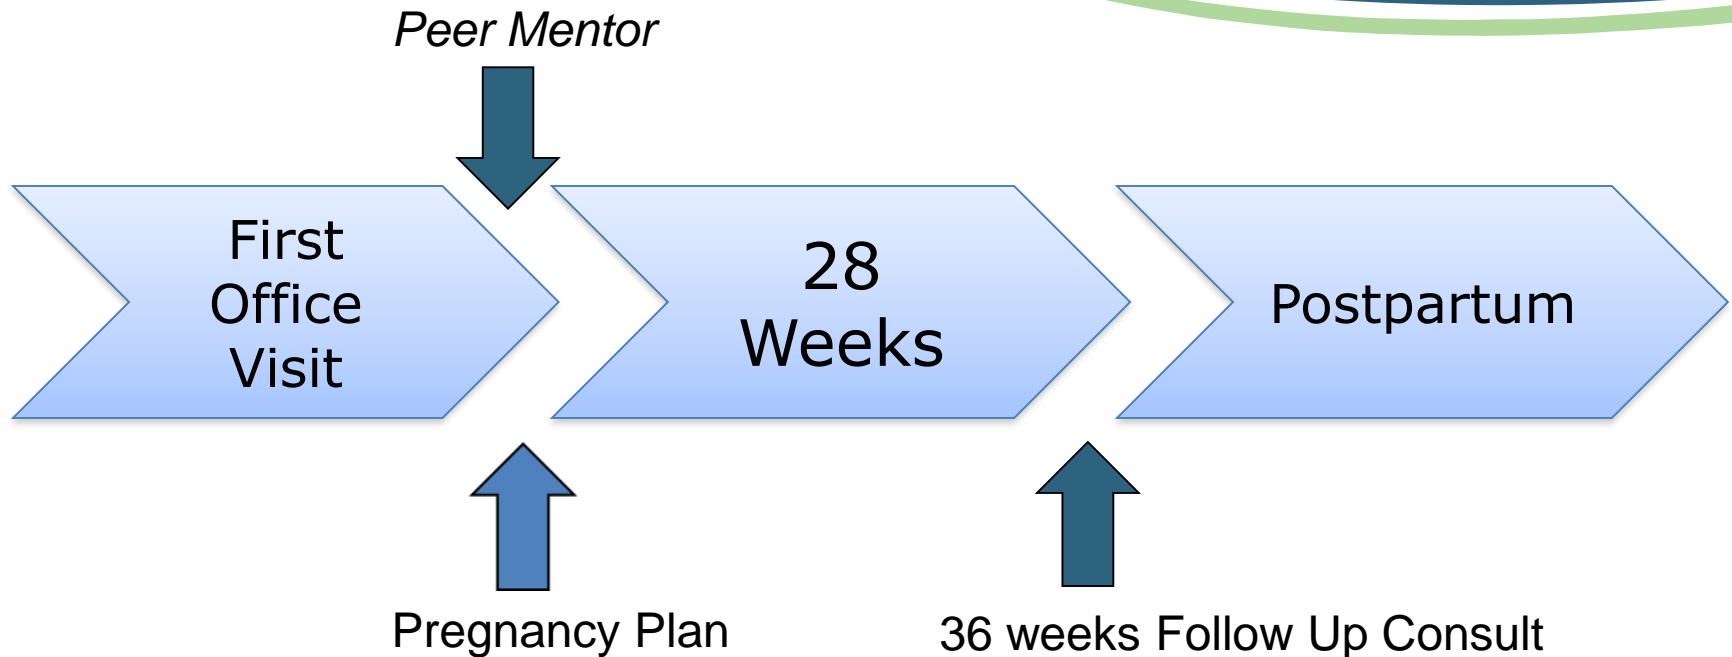 Peer Mentor
First
Office
Visit
28
Weeks
Postpartum
Pregnancy Plan
36 weeks Follow Up Consult